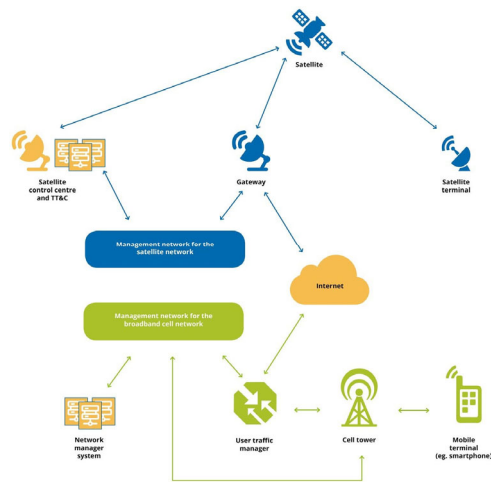 Satellite
Satellite
control centre
and TT&C
Gateway
Satellite
terminal
Management network for the
satellite network
Internet
Management network for the
broadband cell network
Network
manager
system
User traffic
manager
Cell tower
Mobile
terminal
(eg. smartphone)